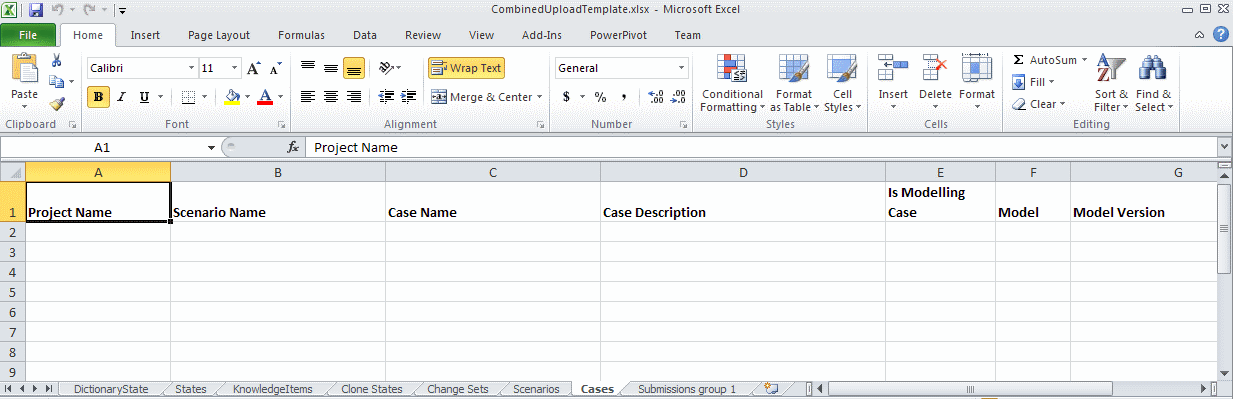 CombinedUploadTemplate.xlsx - Microsoft Excel
File Home Insert Page Layout Formulas Data Review View Add-Ins PowerPivot Team
Paste
Clipboard
Calibri 11 A A
B I U A
Font
Wrap Text
Merge & Center
Alignment
General
$ % , .00 .00
Number
Conditional Formatting
Format as Table
Cell Styles
Styles
Insert Delete Format
Cells
Σ AutoSum
Fill
Clear
Sort & Filter
Find & Select
Editing
A1 fx Project Name
A B C D E F G
1 Project Name Scenario Name Case Name Case Description Is Modelling Case Model Model Version
2
3
4
5
6
7
8
9
DictionaryState States KnowledgeItems Clone States Change Sets Scenarios Cases Submissions group 1